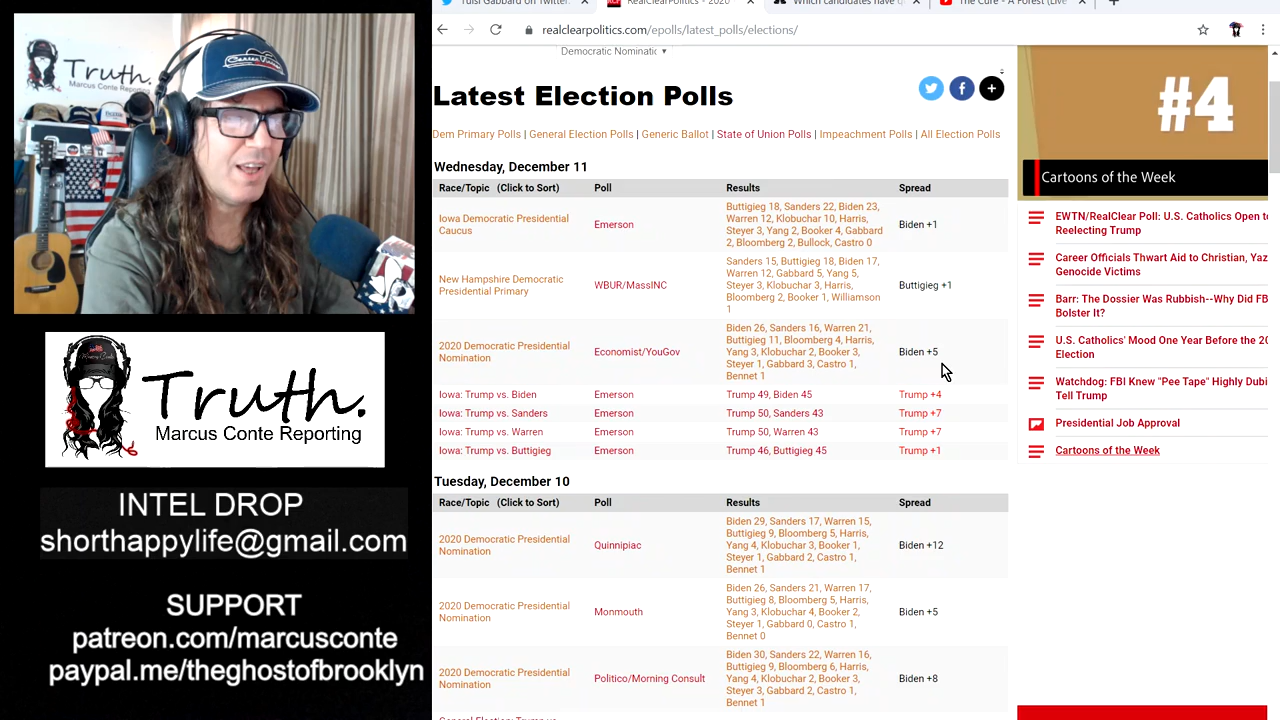 Tulsi Gabbard on Twitter:
RealClearPolitics - 2020
Which candidates have q
The Cure - A Forest (Live
realclearpolitics.com/epolls/latest_polls/elections/
Democratic Nominatic
Latest Election Polls
Dem Primary Polls | General Election Polls | Generic Ballot | State of Union Polls | Impeachment Polls | All Election Polls
Wednesday, December 11
Race/Topic (Click to Sort) Poll Results Spread
Iowa Democratic Presidential
Caucus
Emerson
Buttigieg 18, Sanders 22, Biden 23,
Warren 12, Klobuchar 10, Harris,
Steyer 3, Yang 2, Booker 4, Gabbard
2, Bloomberg 2, Bullock, Castro 0
Biden +1
New Hampshire Democratic
Presidential Primary
WBUR/MassINC
Sanders 15, Buttigieg 18, Biden 17,
Warren 12, Gabbard 5, Yang 5,
Steyer 3, Klobuchar 3, Harris,
Bloomberg 2, Booker 1, Williamson
1
Buttigieg +1
2020 Democratic Presidential
Nomination
Economist/YouGov
Biden 26, Sanders 16, Warren 21,
Buttigieg 11, Bloomberg 4, Harris,
Yang 3, Klobuchar 2, Booker 3,
Steyer 1, Gabbard 3, Castro 1,
Bennet 1
Biden +5
Iowa: Trump vs. Biden Emerson Trump 49, Biden 45 Trump +4
Iowa: Trump vs. Sanders Emerson Trump 50, Sanders 43 Trump +7
Iowa: Trump vs. Warren Emerson Trump 50, Warren 43 Trump +7
Iowa: Trump vs. Buttigieg Emerson Trump 46, Buttigieg 45 Trump +1
Tuesday, December 10
Race/Topic (Click to Sort) Poll Results Spread
2020 Democratic Presidential
Nomination
Quinnipiac
Biden 29, Sanders 17, Warren 15,
Buttigieg 9, Bloomberg 5, Harris,
Yang 4, Klobuchar 3, Booker 1,
Steyer 1, Gabbard 2, Castro 1,
Bennet 1
Biden +12
2020 Democratic Presidential
Nomination
Monmouth
Biden 26, Sanders 21, Warren 17,
Buttigieg 8, Bloomberg 5, Harris,
Yang 3, Klobuchar 4, Booker 2,
Steyer 1, Gabbard 0, Castro 1,
Bennet 0
Biden +5
2020 Democratic Presidential
Nomination
Politico/Morning Consult
Biden 30, Sanders 22, Warren 16,
Buttigieg 9, Bloomberg 6, Harris,
Yang 4, Klobuchar 2, Booker 3,
Steyer 3, Gabbard 2, Castro 1,
Bennet 1
Biden +8
General Election: Trump vs.
#4
Cartoons of the Week
EWTN/RealClear Poll: U.S. Catholics Open to
Reelecting Trump
Career Officials Thwart Aid to Christian, Yaz
Genocide Victims
Barr: The Dossier Was Rubbish--Why Did FB
Bolster It?
U.S. Catholics' Mood One Year Before the 20
Election
Watchdog: FBI Knew "Pee Tape" Highly Dubi
Tell Trump
Presidential Job Approval
Cartoons of the Week
Truth.
Marcus Conte Reporting
Truth.
Marcus Conte Reporting
INTEL DROP
shorthappylife@gmail.com
SUPPORT
patreon.com/marcusconte
paypal.me/theghostofbrooklyn